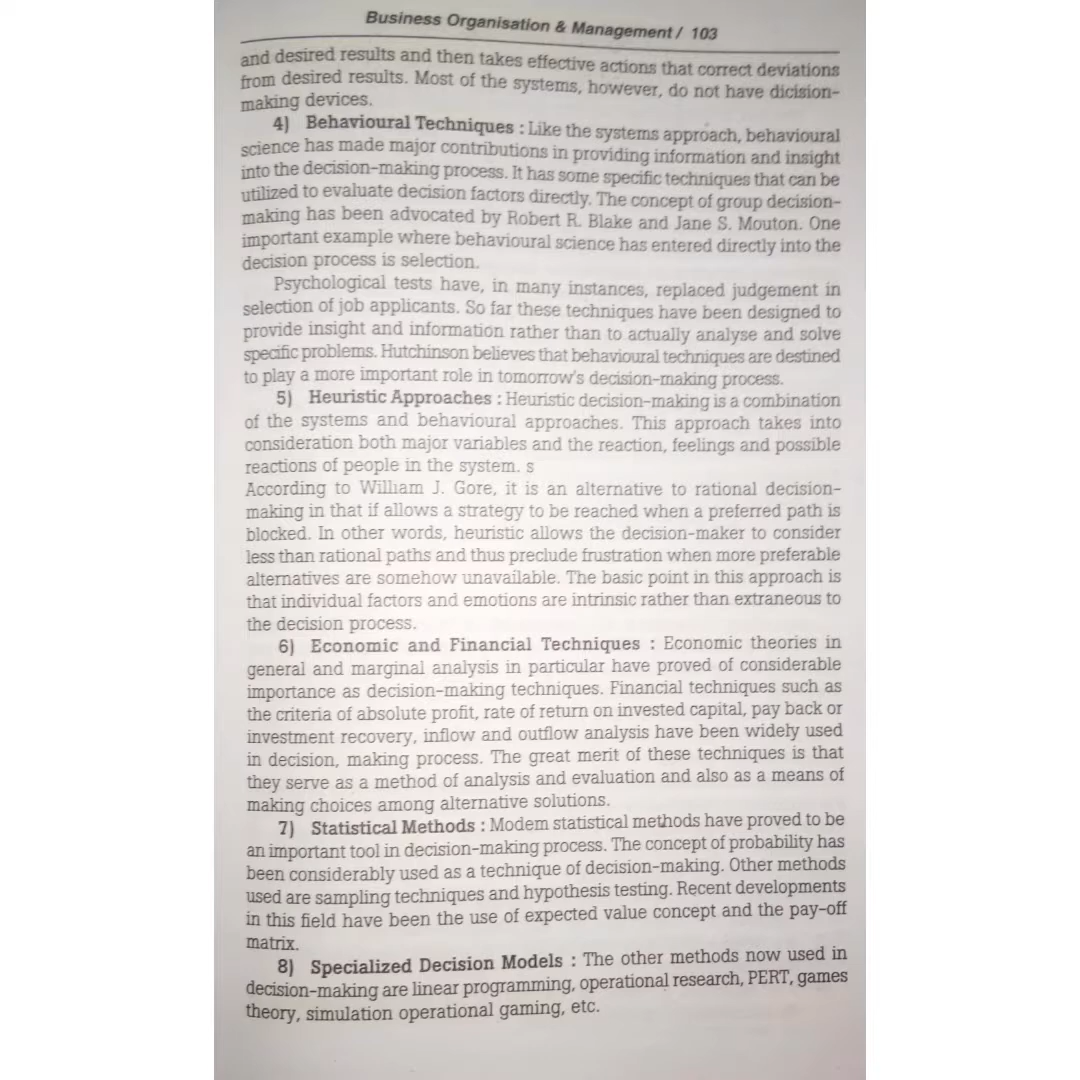 Business Organisation & Management / 103
and desired results and then takes effective actions that correct deviations
from desired results. Most of the systems, however, do not have dicision-
making devices.
4) Behavioural Techniques : Like the systems approach, behavioural
science has made major contributions in providing information and insight
into the decision-making process. It has some specific techniques that can be
utilized to evaluate decision factors directly. The concept of group decision-
making has been advocated by Robert R. Blake and Jane S. Mouton. One
important example where behavioural science has entered directly into the
decision process is selection.
Psychological tests have, in many instances, replaced judgement in
selection of job applicants. So far these techniques have been designed to
provide insight and information rather than to actually analyse and solve
specific problems. Hutchinson believes that behavioural techniques are destined
to play a more important role in tomorrow's decision-making process.
5) Heuristic Approaches : Heuristic decision-making is a combination
of the systems and behavioural approaches. This approach takes into
consideration both major variables and the reaction, feelings and possible
reactions of people in the system. s
According to William J. Gore, it is an alternative to rational decision-
making in that if allows a strategy to be reached when a preferred path is
blocked. In other words, heuristic allows the decision-maker to consider
less than rational paths and thus preclude frustration when more preferable
alternatives are somehow unavailable. The basic point in this approach is
that individual factors and emotions are intrinsic rather than extraneous to
the decision process.
6) Economic and Financial Techniques : Economic theories in
general and marginal analysis in particular have proved of considerable
importance as decision-making techniques. Financial techniques such as
the criteria of absolute profit, rate of return on invested capital, pay back or
investment recovery, inflow and outflow analysis have been widely used
in decision, making process. The great merit of these techniques is that
they serve as a method of analysis and evaluation and also as a means of
making choices among alternative solutions.
7) Statistical Methods : Modem statistical methods have proved to be
an important tool in decision-making process. The concept of probability has
been considerably used as a technique of decision-making. Other methods
used are sampling techniques and hypothesis testing. Recent developments
in this field have been the use of expected value concept and the pay-off
matrix.
8) Specialized Decision Models : The other methods now used in
decision-making are linear programming, operational research, PERT, games
theory, simulation operational gaming, etc.